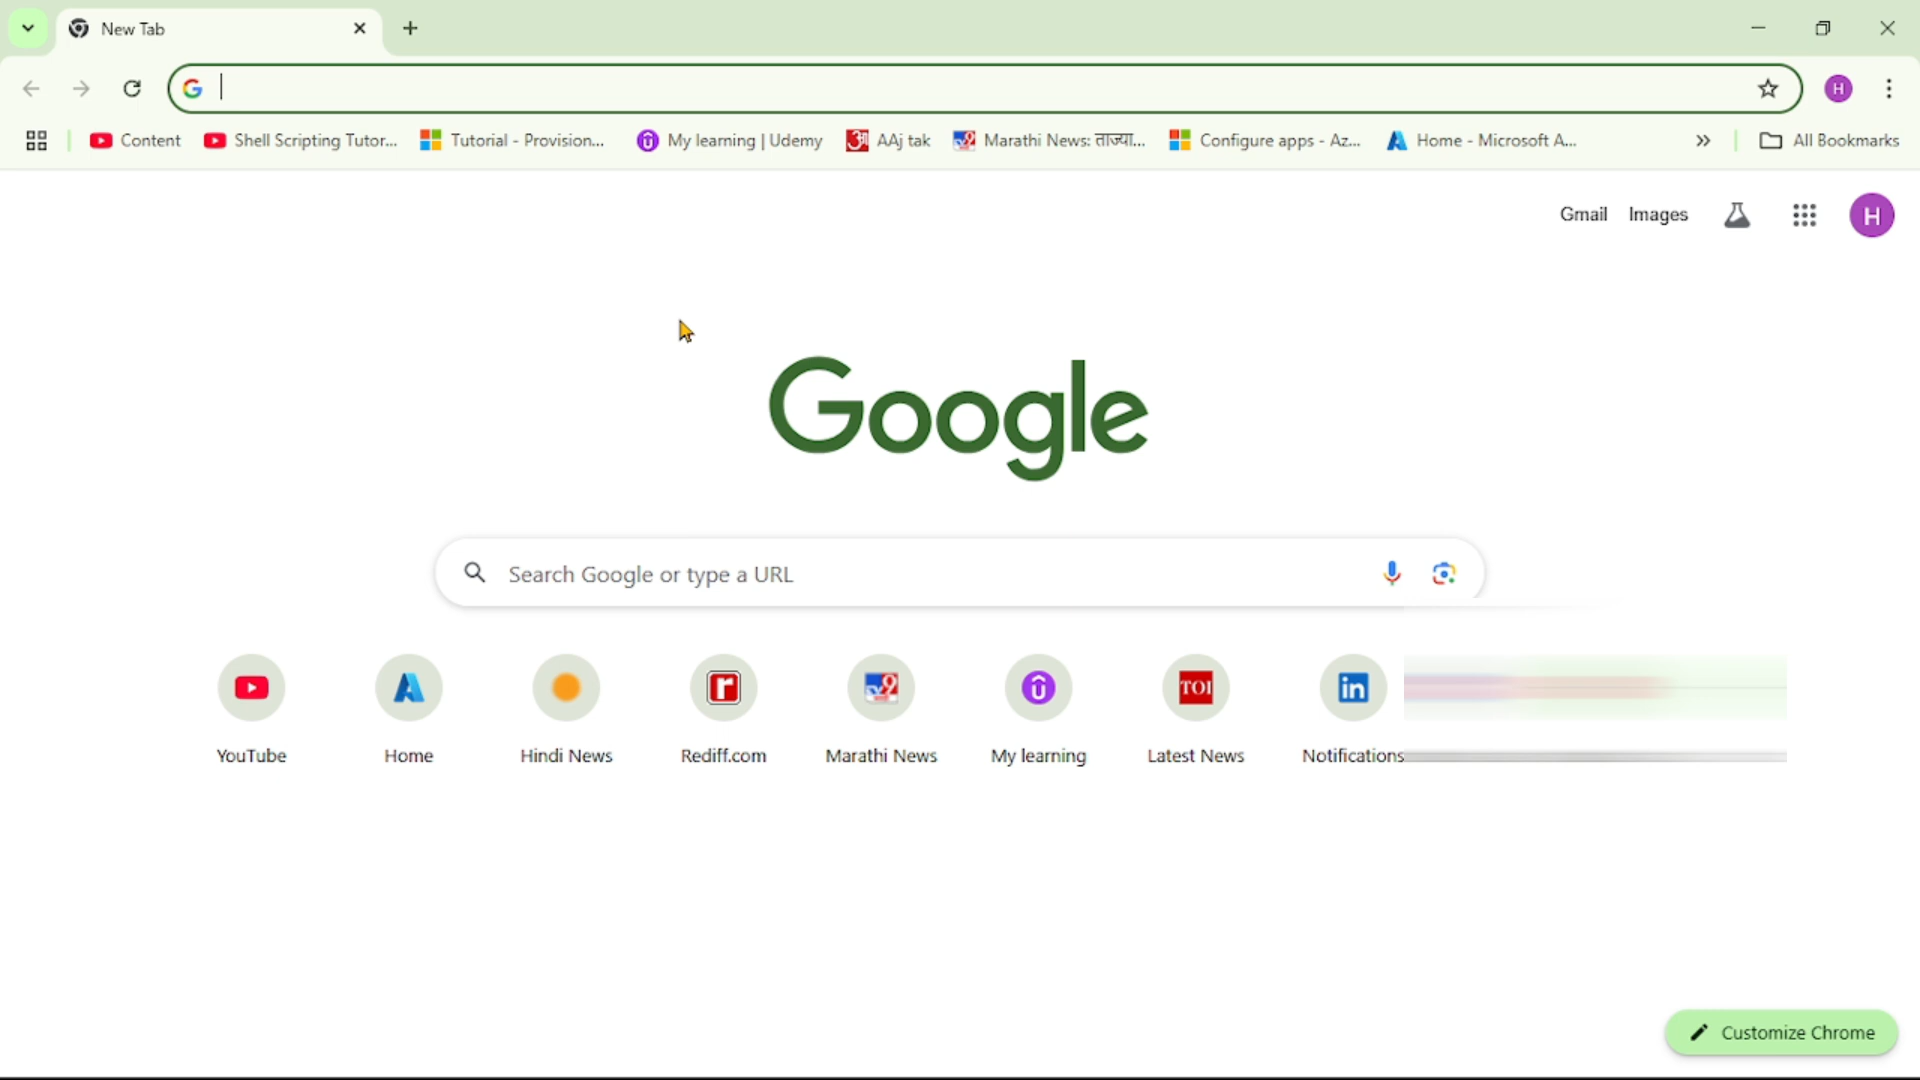 New Tab
Content
Shell Scripting Tutor...
Tutorial - Provision...
My learning | Udemy
AAj tak
Marathi News: ताज्या...
Configure apps - Az...
Home - Microsoft A...
All Bookmarks
Gmail
Images
H
H
Google
Search Google or type a URL
TOI
YouTube
Home
Hindi News
Rediff.com
Marathi News
My learning
Latest News
Notifications
Customize Chrome